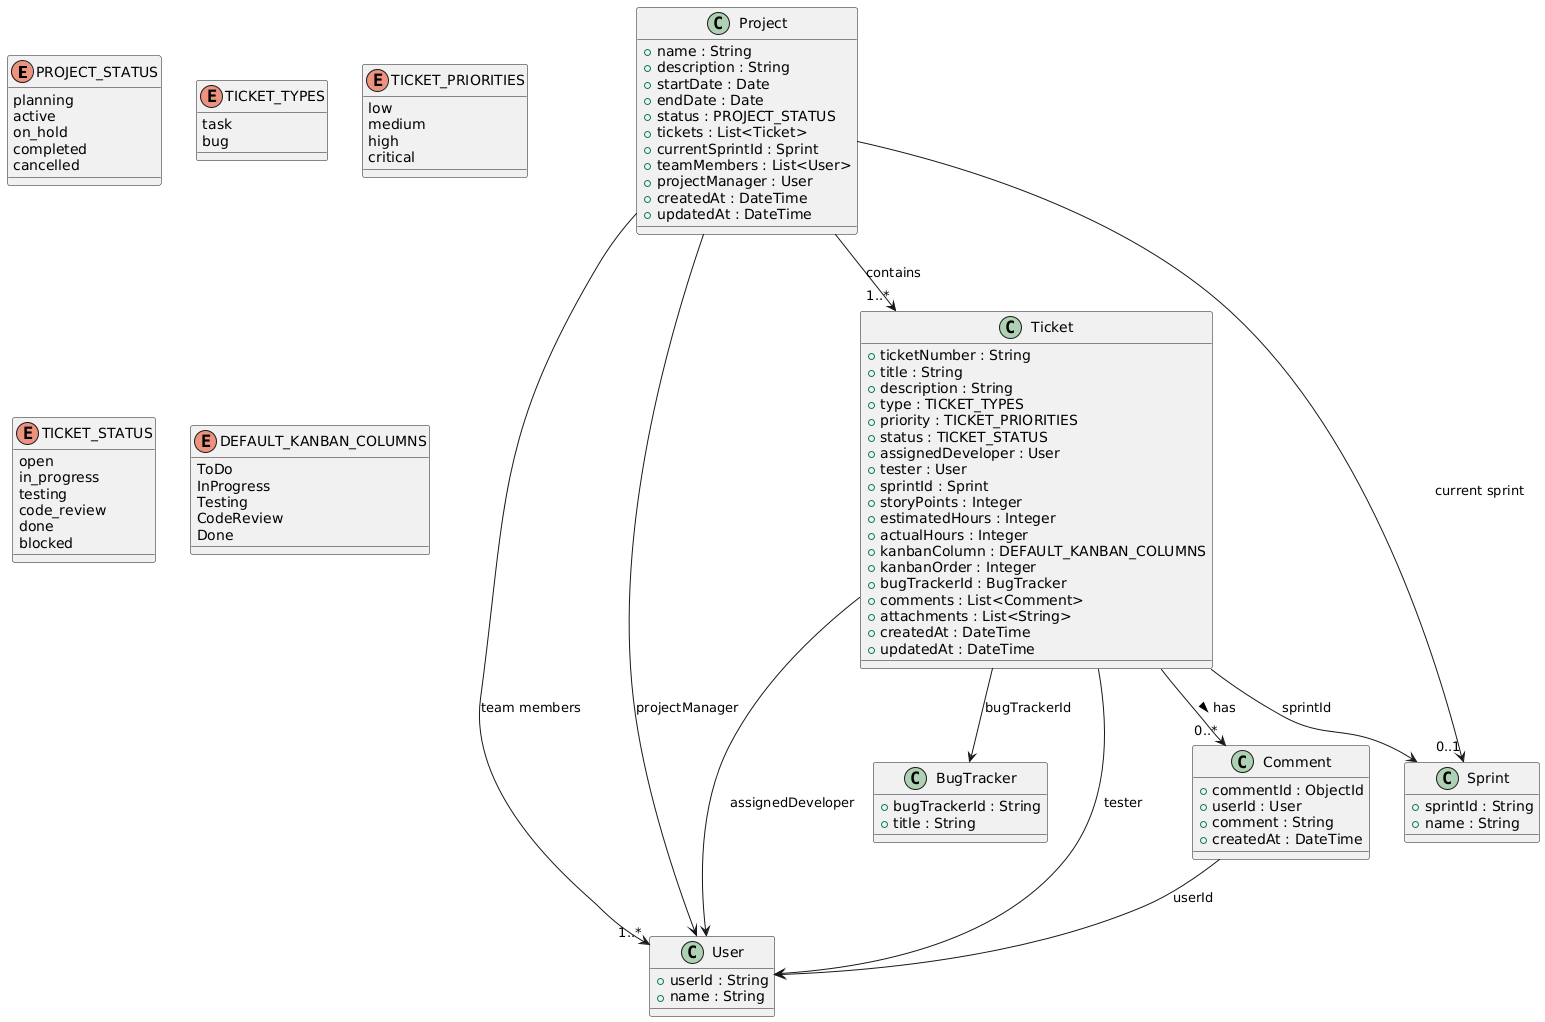 Project
+ name : String
+ description : String
+ startDate : Date
+ endDate : Date
+ status : PROJECT_STATUS
+ tickets : List<Ticket>
+ currentSprintId : Sprint
+ teamMembers : List<User>
+ projectManager : User
+ createdAt : DateTime
+ updatedAt : DateTime
E PROJECT_STATUS
planning
active
on_hold
completed
cancelled
E TICKET_TYPES
task
bug
E TICKET_PRIORITIES
low
medium
high
critical
contains
1..*
C Ticket
+ ticketNumber : String
+ title : String
+ description : String
+ type : TICKET_TYPES
+ priority : TICKET_PRIORITIES
+ status : TICKET_STATUS
+ assignedDeveloper : User
+ tester : User
+ sprintId : Sprint
+ storyPoints : Integer
+ estimatedHours : Integer
+ actualHours : Integer
+ kanbanColumn : DEFAULT_KANBAN_COLUMNS
+ kanbanOrder : Integer
+ bugTrackerId : BugTracker
+ comments : List<Comment>
+ attachments : List<String>
+ createdAt : DateTime
+ updatedAt : DateTime
E TICKET_STATUS
open
in_progress
testing
code_review
done
blocked
E DEFAULT_KANBAN_COLUMNS
ToDo
InProgress
Testing
CodeReview
Done
current sprint
team members
projectManager
bugTrackerId
has
0..*
sprintId
0..1
C BugTracker
+ bugTrackerId : String
+ title : String
C Comment
+ commentId : ObjectId
+ userId : User
+ comment : String
+ createdAt : DateTime
C Sprint
+ sprintId : String
+ name : String
assignedDeveloper
tester
userId
1..*
C User
+ userId : String
+ name : String